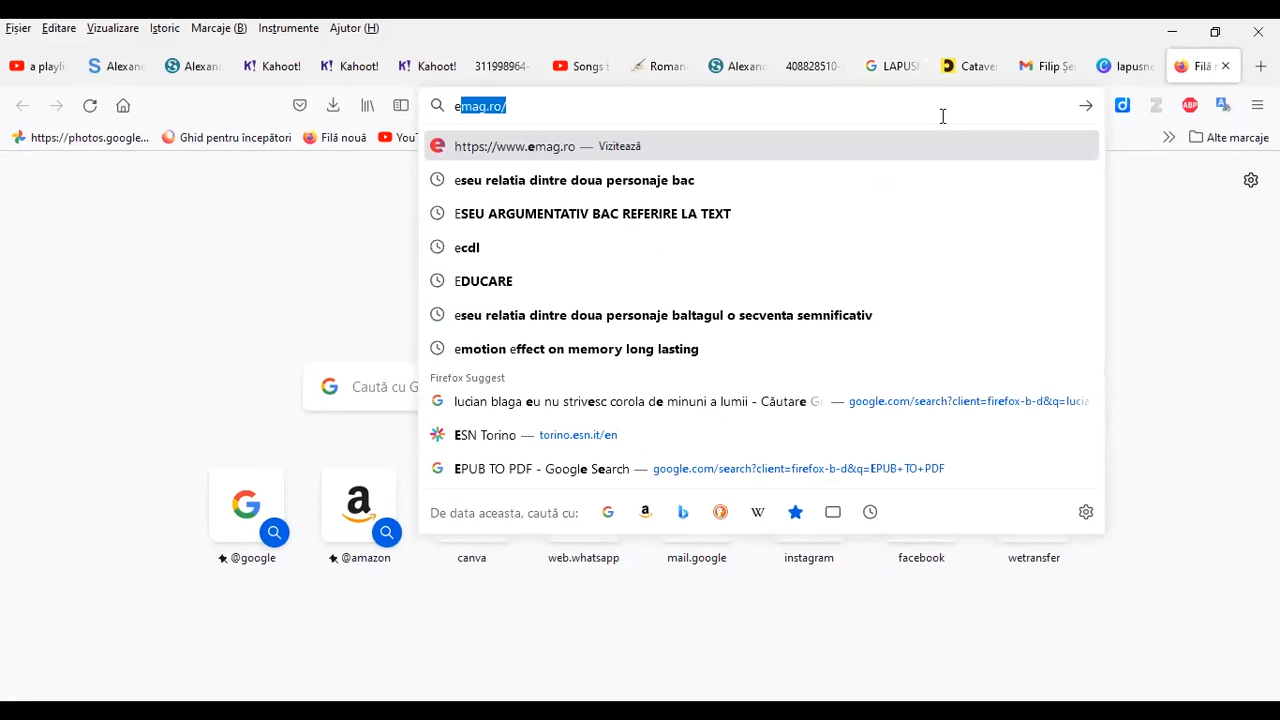 Fișier Editare Vizualizare Istoric Marcaje (B) Instrumente Ajutor (H)
a playli Alexan Alexan Kahoot! Kahoot! Kahoot! 311998964- Songs t Roman Alexan 408828510- LAPUS Catave Filip Șe lapusne Filă n
emag.ro/
https://photos.google... Ghid pentru începători Filă nouă You Alte marcaje
https://www.emag.ro — Vizitează
eseu relatia dintre doua personaje bac
ESEU ARGUMENTATIV BAC REFERIRE LA TEXT
ecdl
EDUCARE
eseu relatia dintre doua personaje baltagul o secventa semnificativ
emotion effect on memory long lasting
Firefox Suggest
Caută cu G
lucian blaga eu nu strivesc corola de minuni a lumii - Căutare G — google.com/search?client=firefox-b-d&q=lucia
ESN Torino — torino.esn.it/en
EPUB TO PDF - Google Search — google.com/search?client=firefox-b-d&q=EPUB+TO+PDF
De data aceasta, caută cu:
@google @amazon canva web.whatsapp mail.google instagram facebook wetransfer